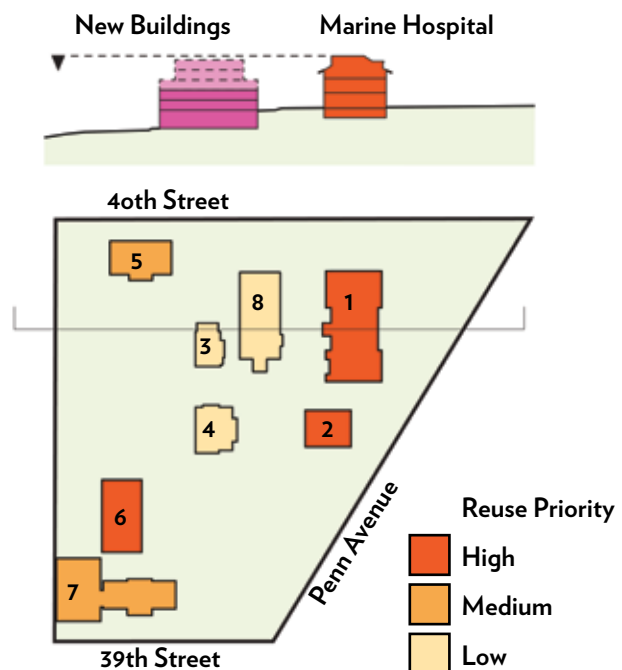 New Buildings
Marine Hospital
40th Street
5
8
1
3
4
2
6
7
Penn Avenue
39th Street
Reuse Priority
High
Medium
Low